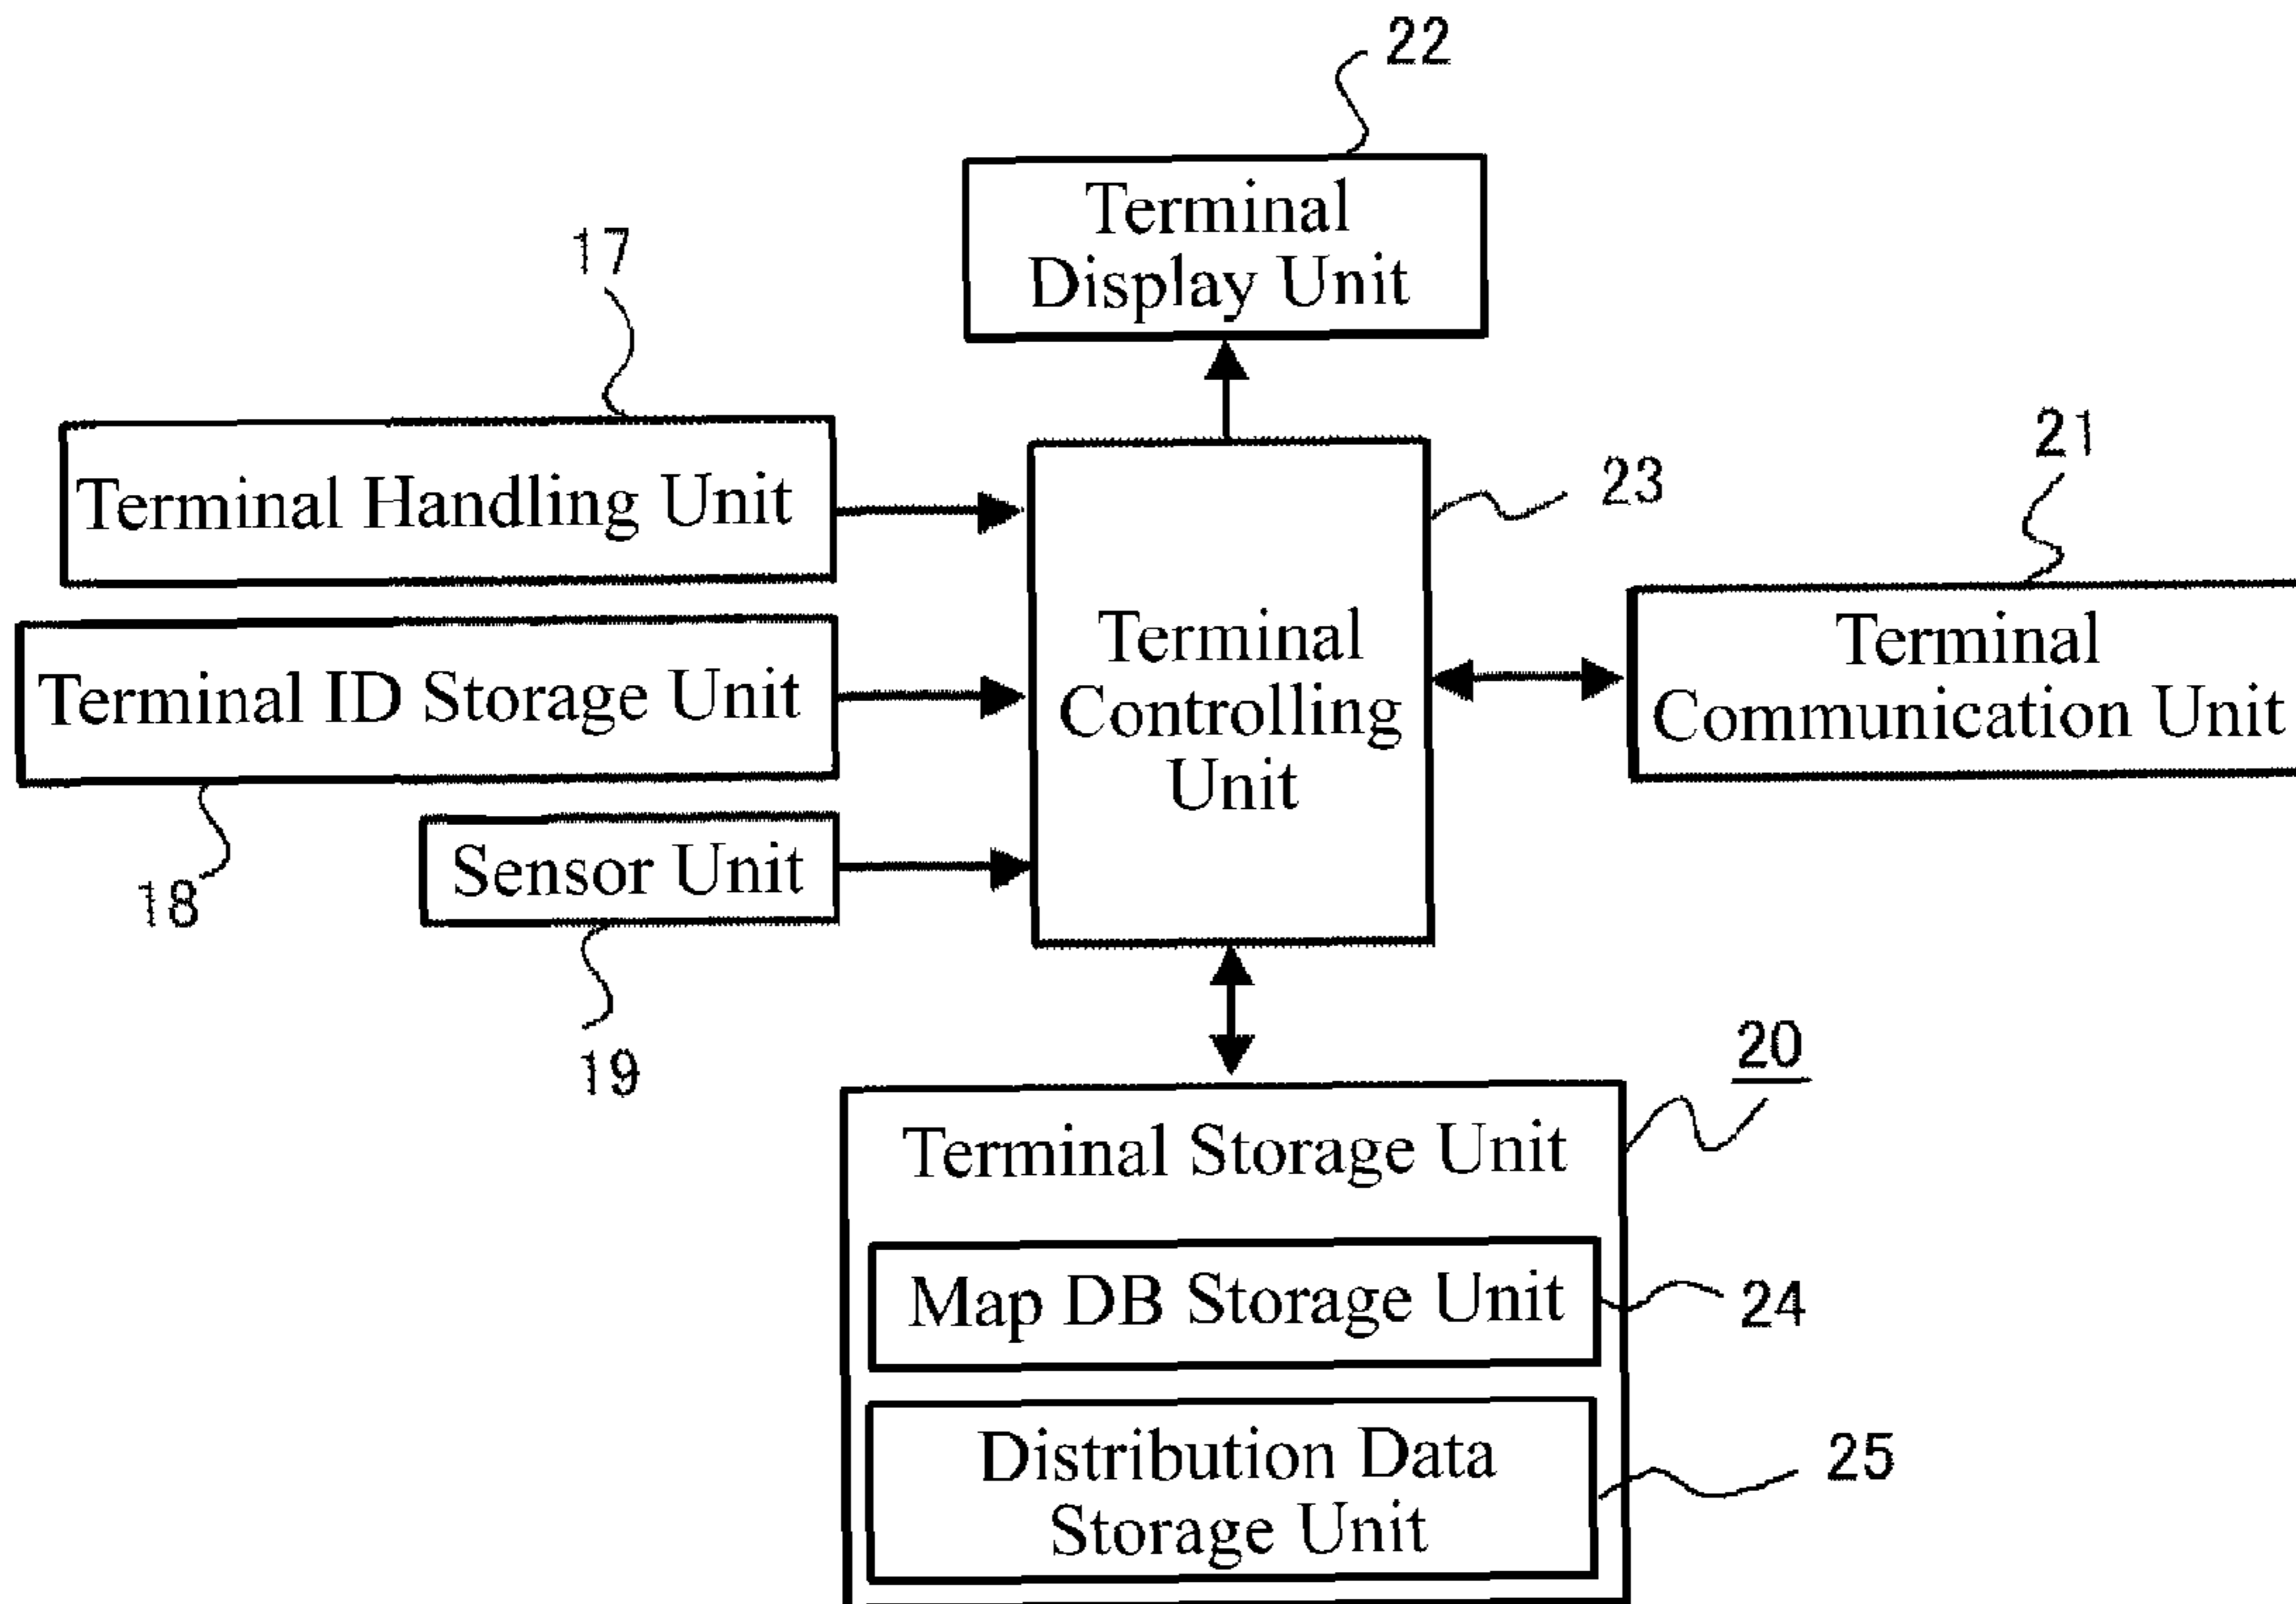 22
Terminal
Display Unit
17
Terminal Handling Unit
23
21
Terminal ID Storage Unit
Terminal
Controlling
Unit
Terminal
Communication Unit
Sensor Unit
18
19
20
Terminal Storage Unit
Map DB Storage Unit
24
Distribution Data
Storage Unit
25